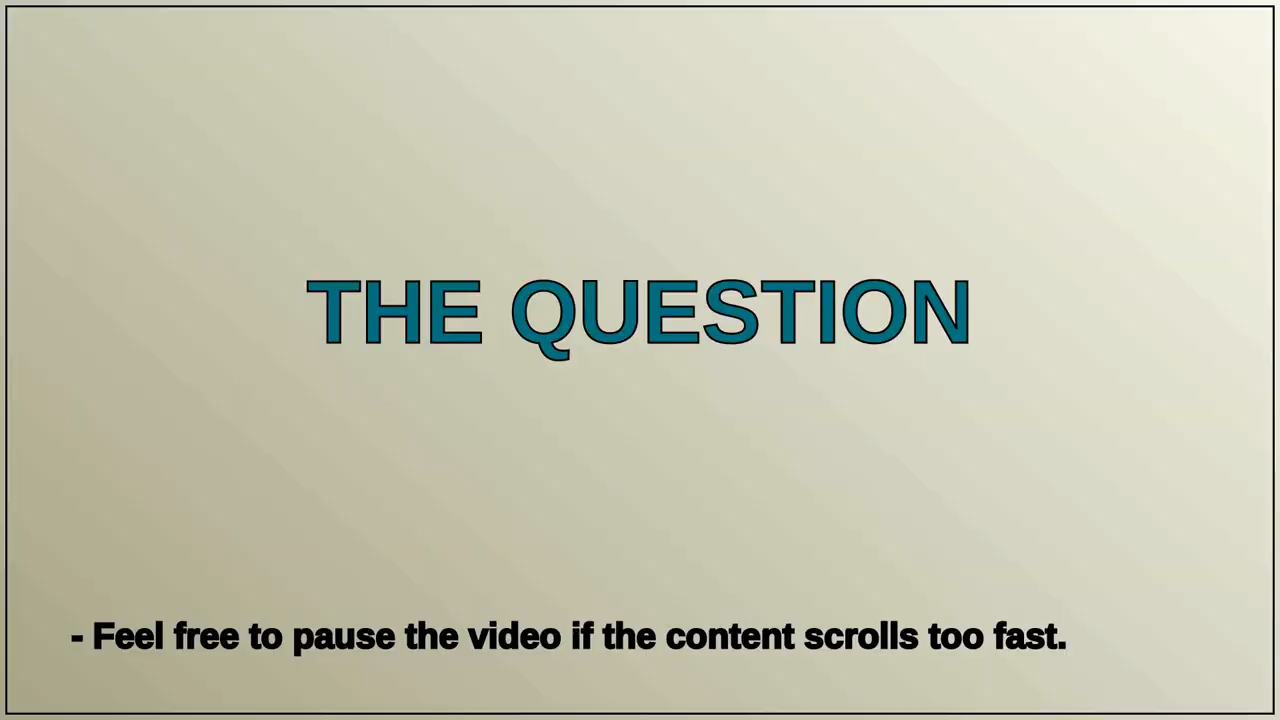 THE QUESTION
- Feel free to pause the video if the content scrolls too fast.